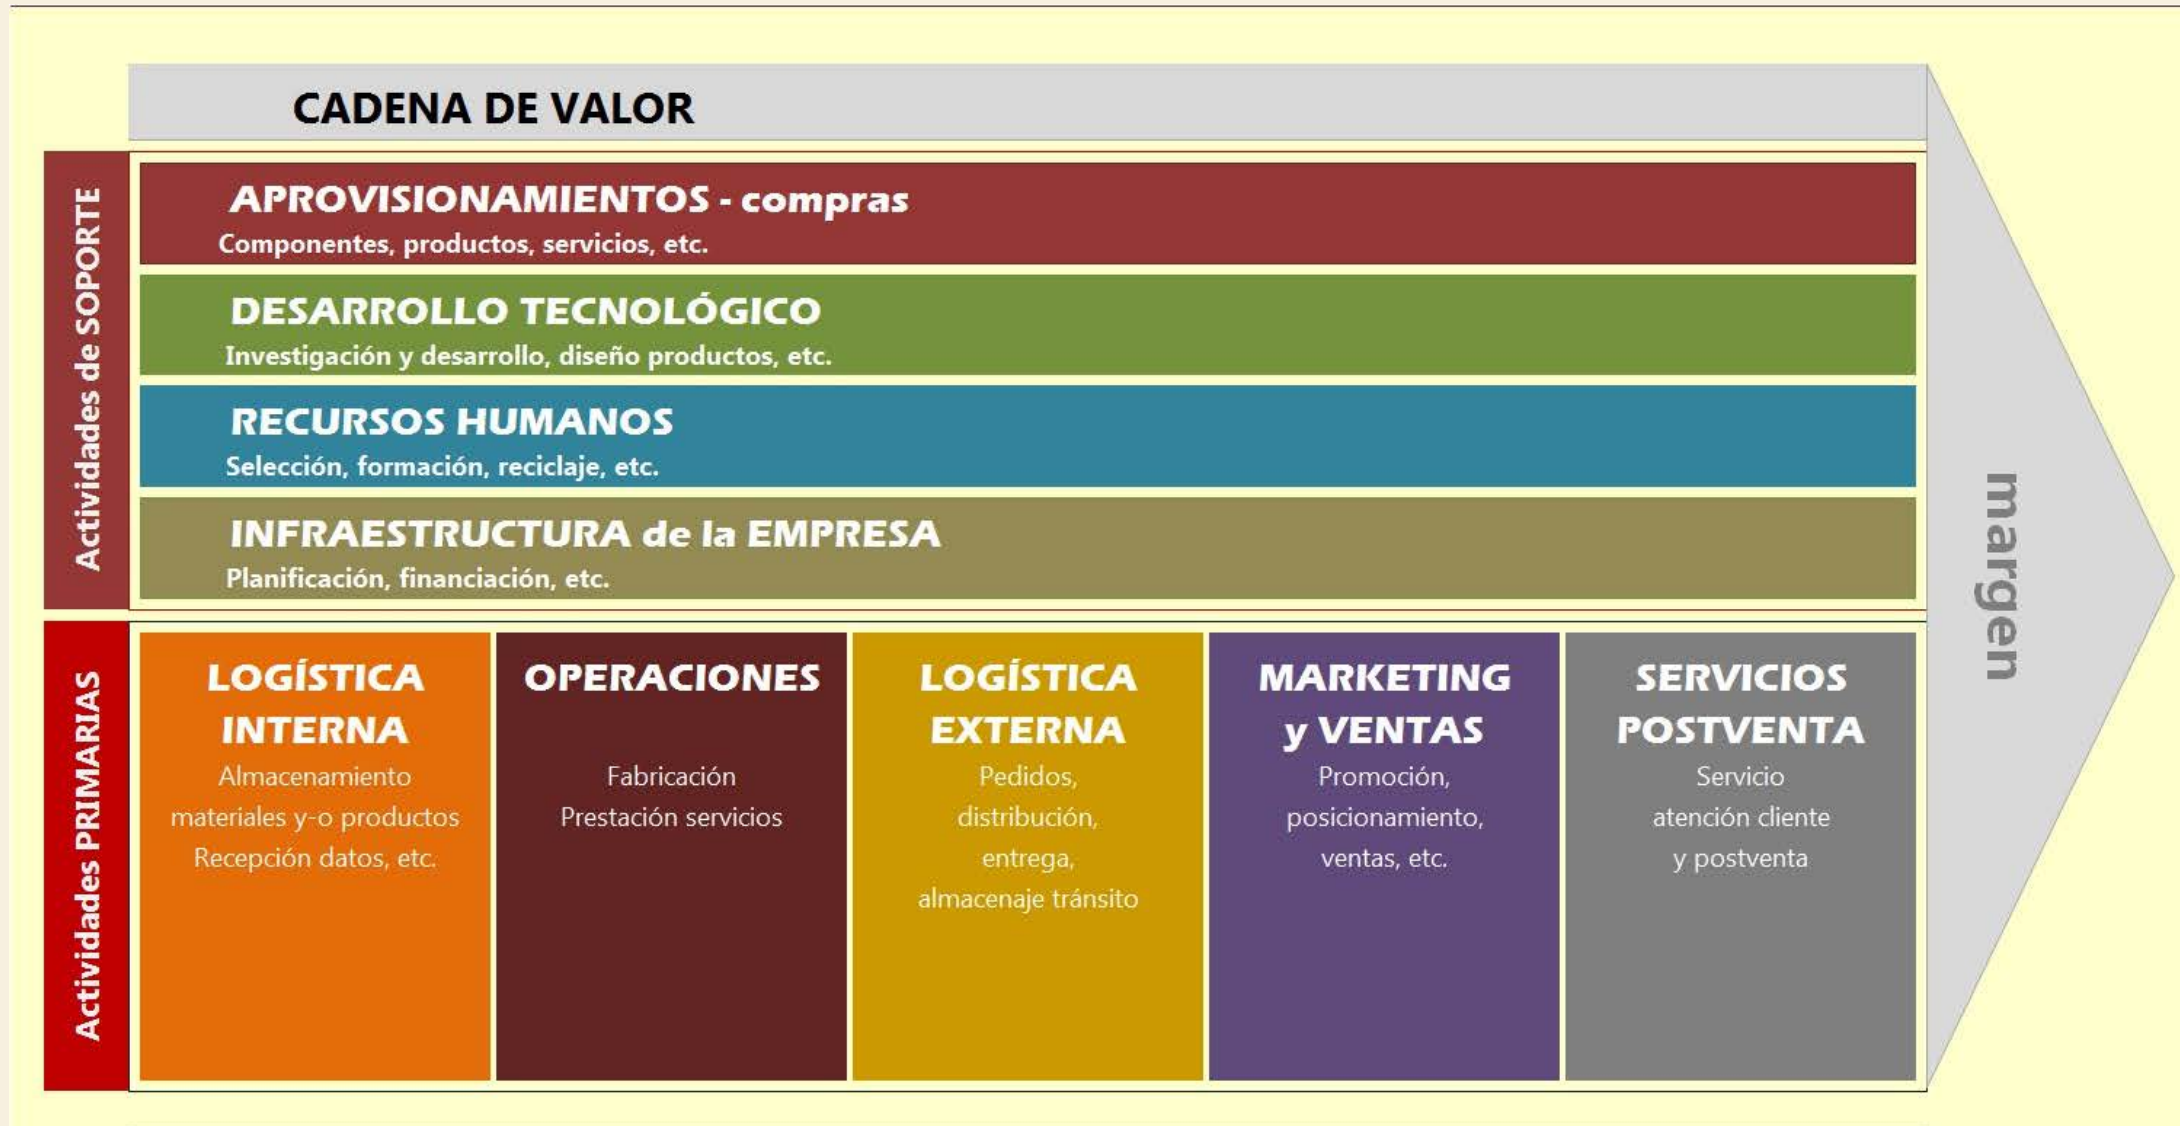 CADENA DE VALOR
Actividades de SOPORTE
APROVISIONAMIENTOS - compras
Componentes, productos, servicios, etc.
DESARROLLO TECNOLÓGICO
Investigación y desarrollo, diseño productos, etc.
RECURSOS HUMANOS
Selección, formación, reciclaje, etc.
INFRAESTRUCTURA de la EMPRESA
Planificación, financiación, etc.
Actividades PRIMARIAS
LOGÍSTICA
INTERNA
Almacenamiento
materiales y-o productos
Recepción datos, etc.
OPERACIONES
Fabricación
Prestación servicios
LOGÍSTICA
EXTERNA
Pedidos,
distribución,
entrega,
almacenaje tránsito
MARKETING
y VENTAS
Promoción,
posicionamiento,
ventas, etc.
SERVICIOS
POSTVENTA
Servicio
atención cliente
y postventa
margen